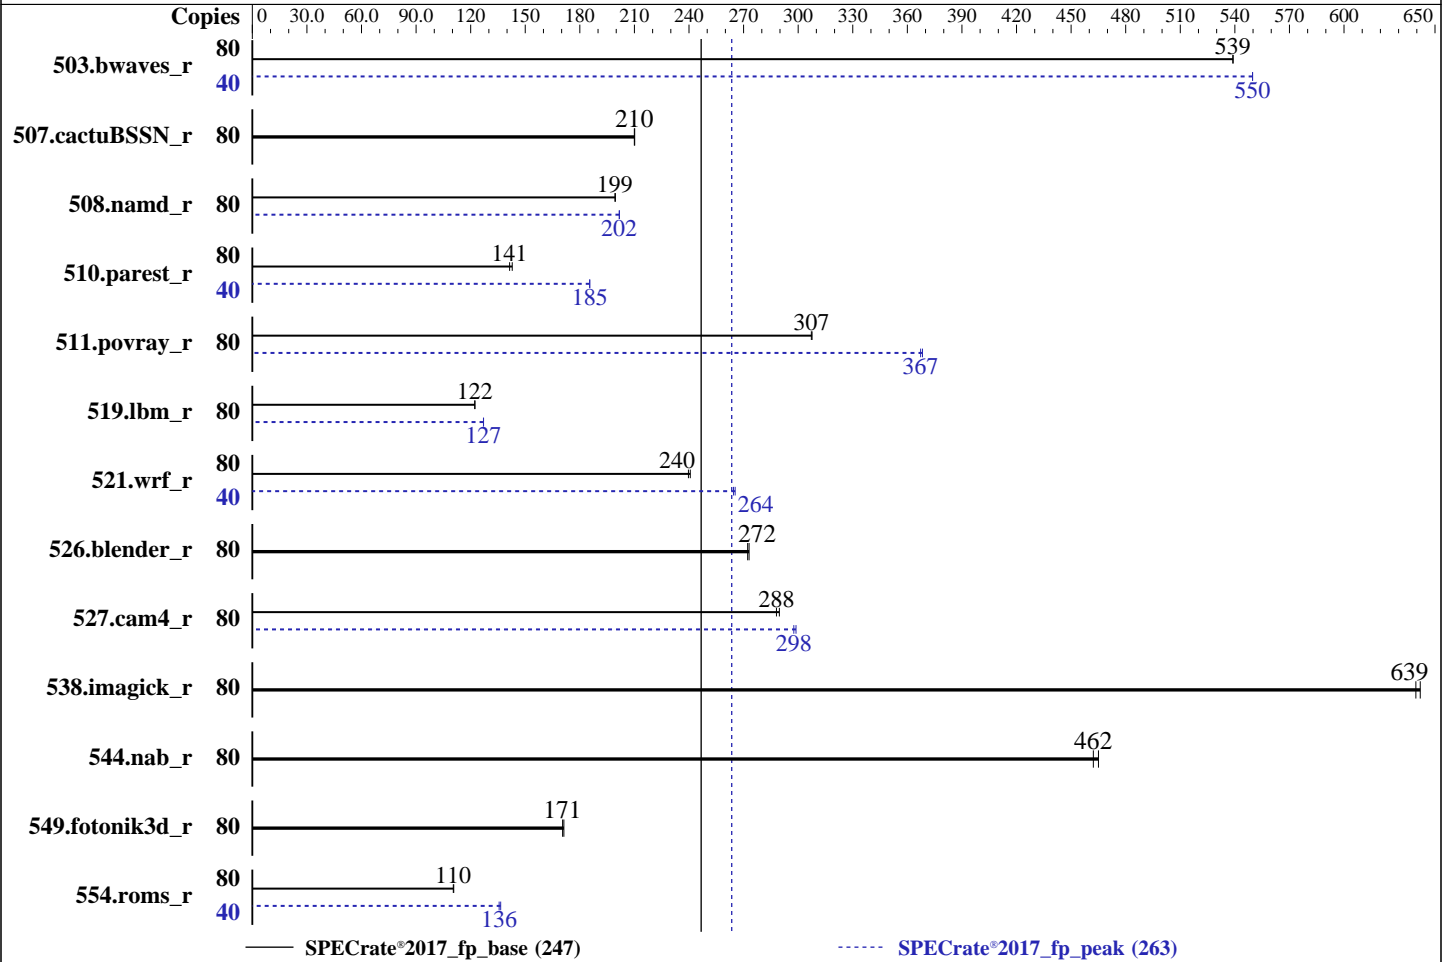 Copies 0 30.0 60.0 90.0 120 150 180 210 240 270 300 330 360 390 420 450 480 510 540 570 600 650
503.bwaves_r 80 539
40 550
507.cactuBSSN_r 80 210
508.namd_r 80 199
202
510.parest_r 80 141
40 185
511.povray_r 80 307
367
519.lbm_r 80 122
127
521.wrf_r 80 240
40 264
526.blender_r 80 272
527.cam4_r 80 288
298
538.imagick_r 80 639
544.nab_r 80 462
549.fotonik3d_r 80 171
554.roms_r 80 110
40 136
SPECrate®2017_fp_base (247) SPECrate®2017_fp_peak (263)